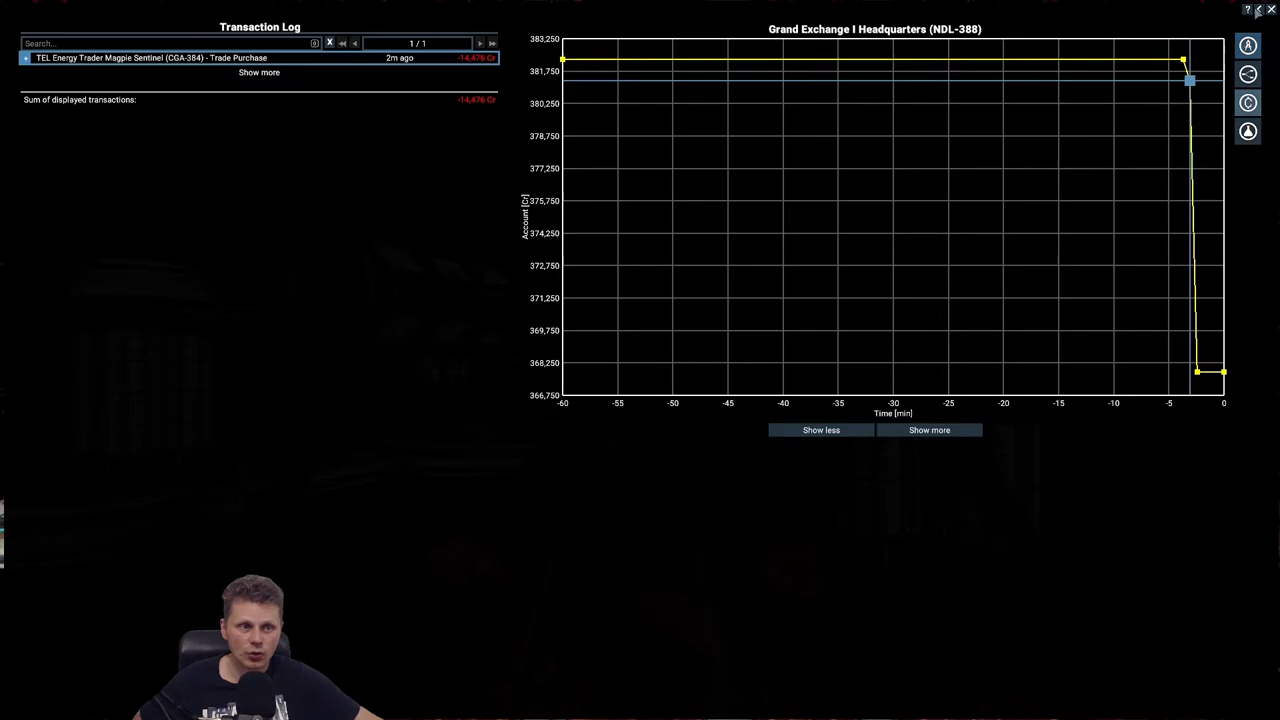 Transaction Log
Search...
0
X
1 / 1
+
TEL Energy Trader Magpie Sentinel (CGA-384) - Trade Purchase 2m ago -14,476 Cr
Show more
Sum of displayed transactions: -14,476 Cr
?
Grand Exchange I Headquarters (NDL-388)
383,250
381,750
380,250
378,750
377,250
375,750
374,250
372,750
371,250
369,750
368,250
366,750
Account [Cr]
-60 -55 -50 -45 -40 -35 -30 -25 -20 -15 -10 -5 0
Time [min]
Show less Show more